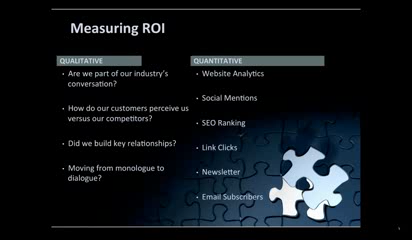 Measuring ROI
QUALITATIVE
• Are we part of our industry's
conversation?
• How do our customers perceive us
versus our competitors?
• Did we build key relationships?
• Moving from monologue to
dialogue?
QUANTITATIVE
• Website Analytics
• Social Mentions
• SEO Ranking
• Link Clicks
• Newsletter
• Email Subscribers